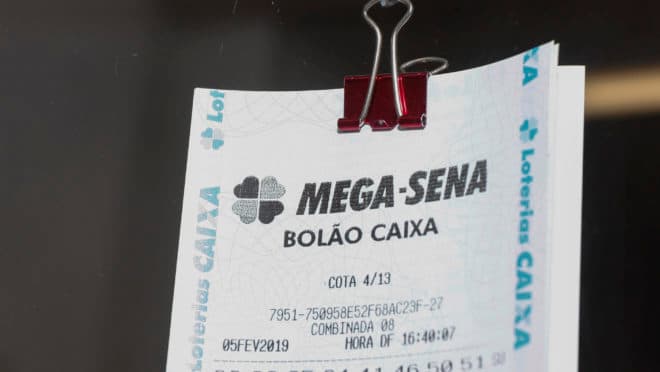 MEGA-SENA
BOLÃO CAIXA
COTA 4/13
7951-750958E52F68AC23F-27
COMBINADA 08
05FEV2019 HORA DF 16:40:07
Loterias CAIXA
Loterias CAIXA
CAIXA